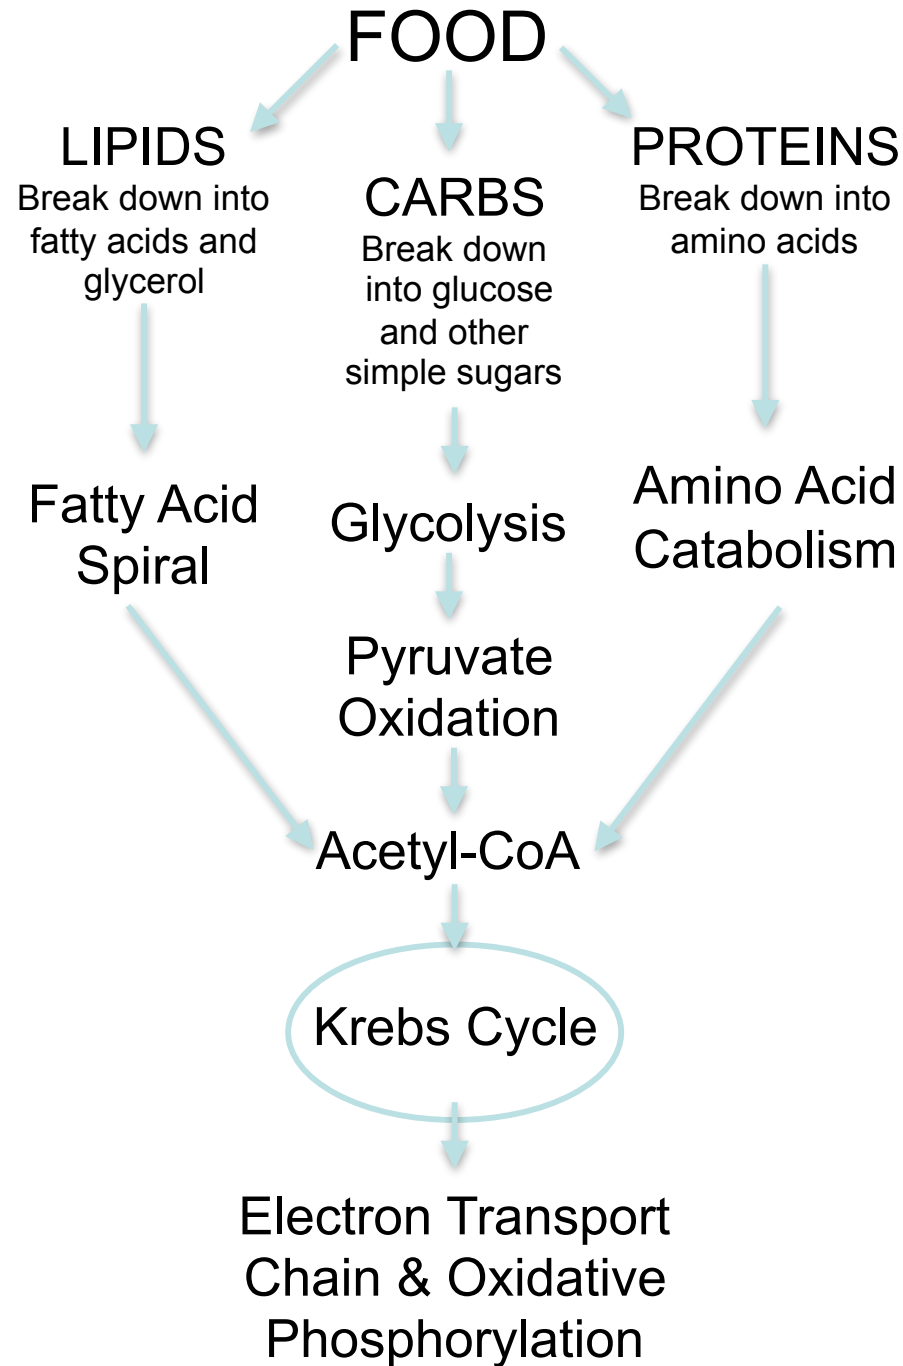 FOOD
LIPIDS
Break down into
fatty acids and
glycerol
CARBS
Break down
into glucose
and other
simple sugars
PROTEINS
Break down into
amino acids
Fatty Acid
Spiral
Glycolysis
Amino Acid
Catabolism
Pyruvate
Oxidation
Acetyl-CoA
Krebs Cycle
Electron Transport
Chain & Oxidative
Phosphorylation